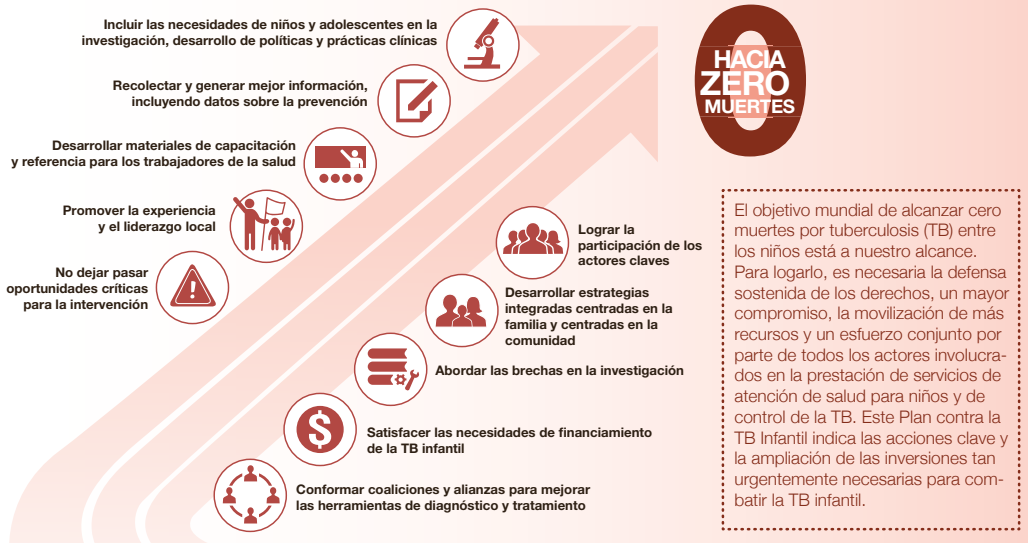 Incluir las necesidades de niños y adolescentes en la
investigación, desarrollo de políticas y prácticas clínicas
Recolectar y generar mejor información,
incluyendo datos sobre la prevención
Desarrollar materiales de capacitación
y referencia para los trabajadores de la salud
Promover la experiencia
y el liderazgo local
No dejar pasar
oportunidades críticas
para la intervención
Lograr la
participación de los
actores claves
Desarrollar estrategias
integradas centradas en la
familia y centradas en la
comunidad
Abordar las brechas en la investigación
$
Satisfacer las necesidades de financiamiento
de la TB infantil
Conformar coaliciones y alianzas para mejorar
las herramientas de diagnóstico y tratamiento
HACIA
ZERO
MUERTES
El objetivo mundial de alcanzar cero
muertes por tuberculosis (TB) entre
los niños está a nuestro alcance.
Para logarlo, es necesaria la defensa
sostenida de los derechos, un mayor
compromiso, la movilización de más
recursos y un esfuerzo conjunto por
parte de todos los actores involucra-
dos en la prestación de servicios de
atención de salud para niños y de
control de la TB. Este Plan contra la
TB Infantil indica las acciones clave y
la ampliación de las inversiones tan
urgentemente necesarias para com-
batir la TB infantil.